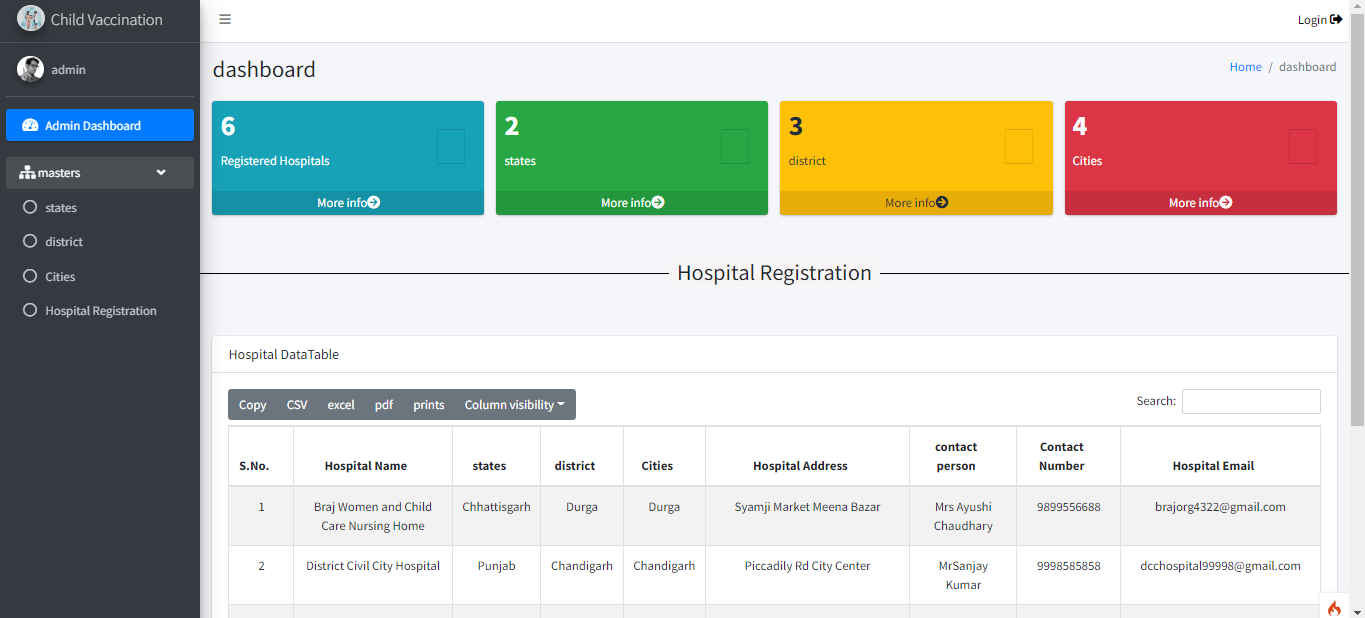 Child Vaccination
Login
admin
dashboard
Home / dashboard
Admin Dashboard
masters
states
district
Cities
Hospital Registration
6
Registered Hospitals
More info
2
states
More info
3
district
More info
4
Cities
More info
Hospital Registration
Hospital DataTable
Copy CSV excel pdf prints Column visibility
Search:
S.No. Hospital Name states district Cities Hospital Address contact person Contact Number Hospital Email
1 Braj Women and Child Care Nursing Home Chhattisgarh Durga Durga Syamji Market Meena Bazar Mrs Ayushi Chaudhary 9899556688 brajorg4322@gmail.com
2 District Civil City Hospital Punjab Chandigarh Chandigarh Piccadily Rd City Center MrSanjay Kumar 9998585858 dcchospital99998@gmail.com